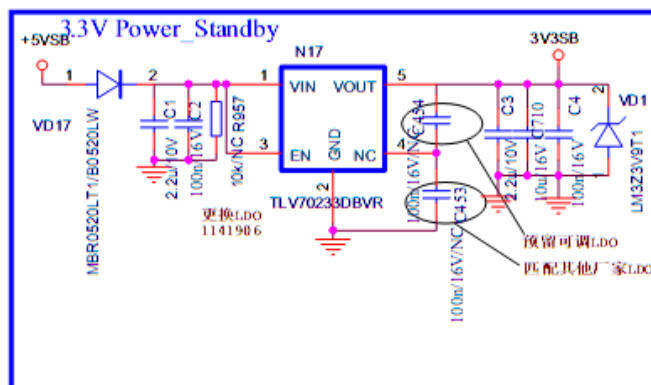 3.3V Power_Standby
+5VSB
N17
3V3SB
1
2
1
VIN
VOUT
5
VD17
C1
C2
R957
3
EN
GND
NC
4
C454
C3
C710
C4
2
VD1
1
MBR0520LT1/B0520LW
2.2u/10V
100n/16V
10k/NC
2
TLV70233DBVR
100n/16V/NC
C453
2.2u/10V
10u/16V
100n/16V
LM3Z3V9T1
更换LDO
1141906
100n/16V/NC
预留可调LDO
匹配其他厂家LDO